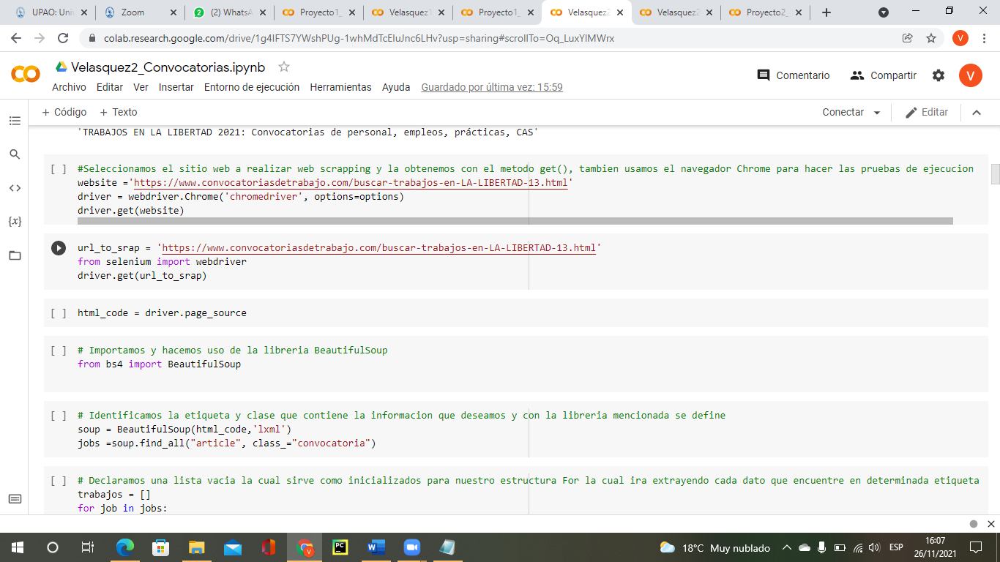 UPAO: Uni
Zoom
(2) WhatsA
Proyecto1_
Velasquez1
Proyecto1_
Velasquez2
Velasquez2
Proyecto2_
colab.research.google.com/drive/1g4lFTS7YWshPUg-1whMdTcEluJnc6LHv?usp=sharing#scrollTo=Oq_LuxYlMWrx
V
Velasquez2_Convocatorias.ipynb
Comentario
Compartir
V
Archivo Editar Ver Insertar Entorno de ejecución Herramientas Ayuda Guardado por última vez: 15:59
+ Código + Texto
Conectar
Editar
'TRABAJOS EN LA LIBERTAD 2021: Convocatorias de personal, empleos, prácticas, CAS'
[ ] #Seleccionamos el sitio web a realizar web scrapping y la obtenemos con el metodo get(), tambien usamos el navegador Chrome para hacer las pruebas de ejecucion
website ='https://www.convocatoriasdetrabajo.com/buscar-trabajos-en-LA-LIBERTAD-13.html'
driver = webdriver.Chrome('chromedriver', options=options)
driver.get(website)
url_to_srap = 'https://www.convocatoriasdetrabajo.com/buscar-trabajos-en-LA-LIBERTAD-13.html'
from selenium import webdriver
driver.get(url_to_srap)
[ ] html_code = driver.page_source
[ ] # Importamos y hacemos uso de la libreria BeautifulSoup
from bs4 import BeautifulSoup
[ ] # Identificamos la etiqueta y clase que contiene la informacion que deseamos y con la libreria mencionada se define
soup = BeautifulSoup(html_code,'lxml')
jobs =soup.find_all("article", class_="convocatoria")
[ ] # Declaramos una lista vacia la cual sirve como inicializados para nuestro estructura For la cual ira extrayendo cada dato que encuentre en determinada etiqueta
trabajos = []
for job in jobs:
18°C Muy nublado
ESP
16:07
26/11/2021